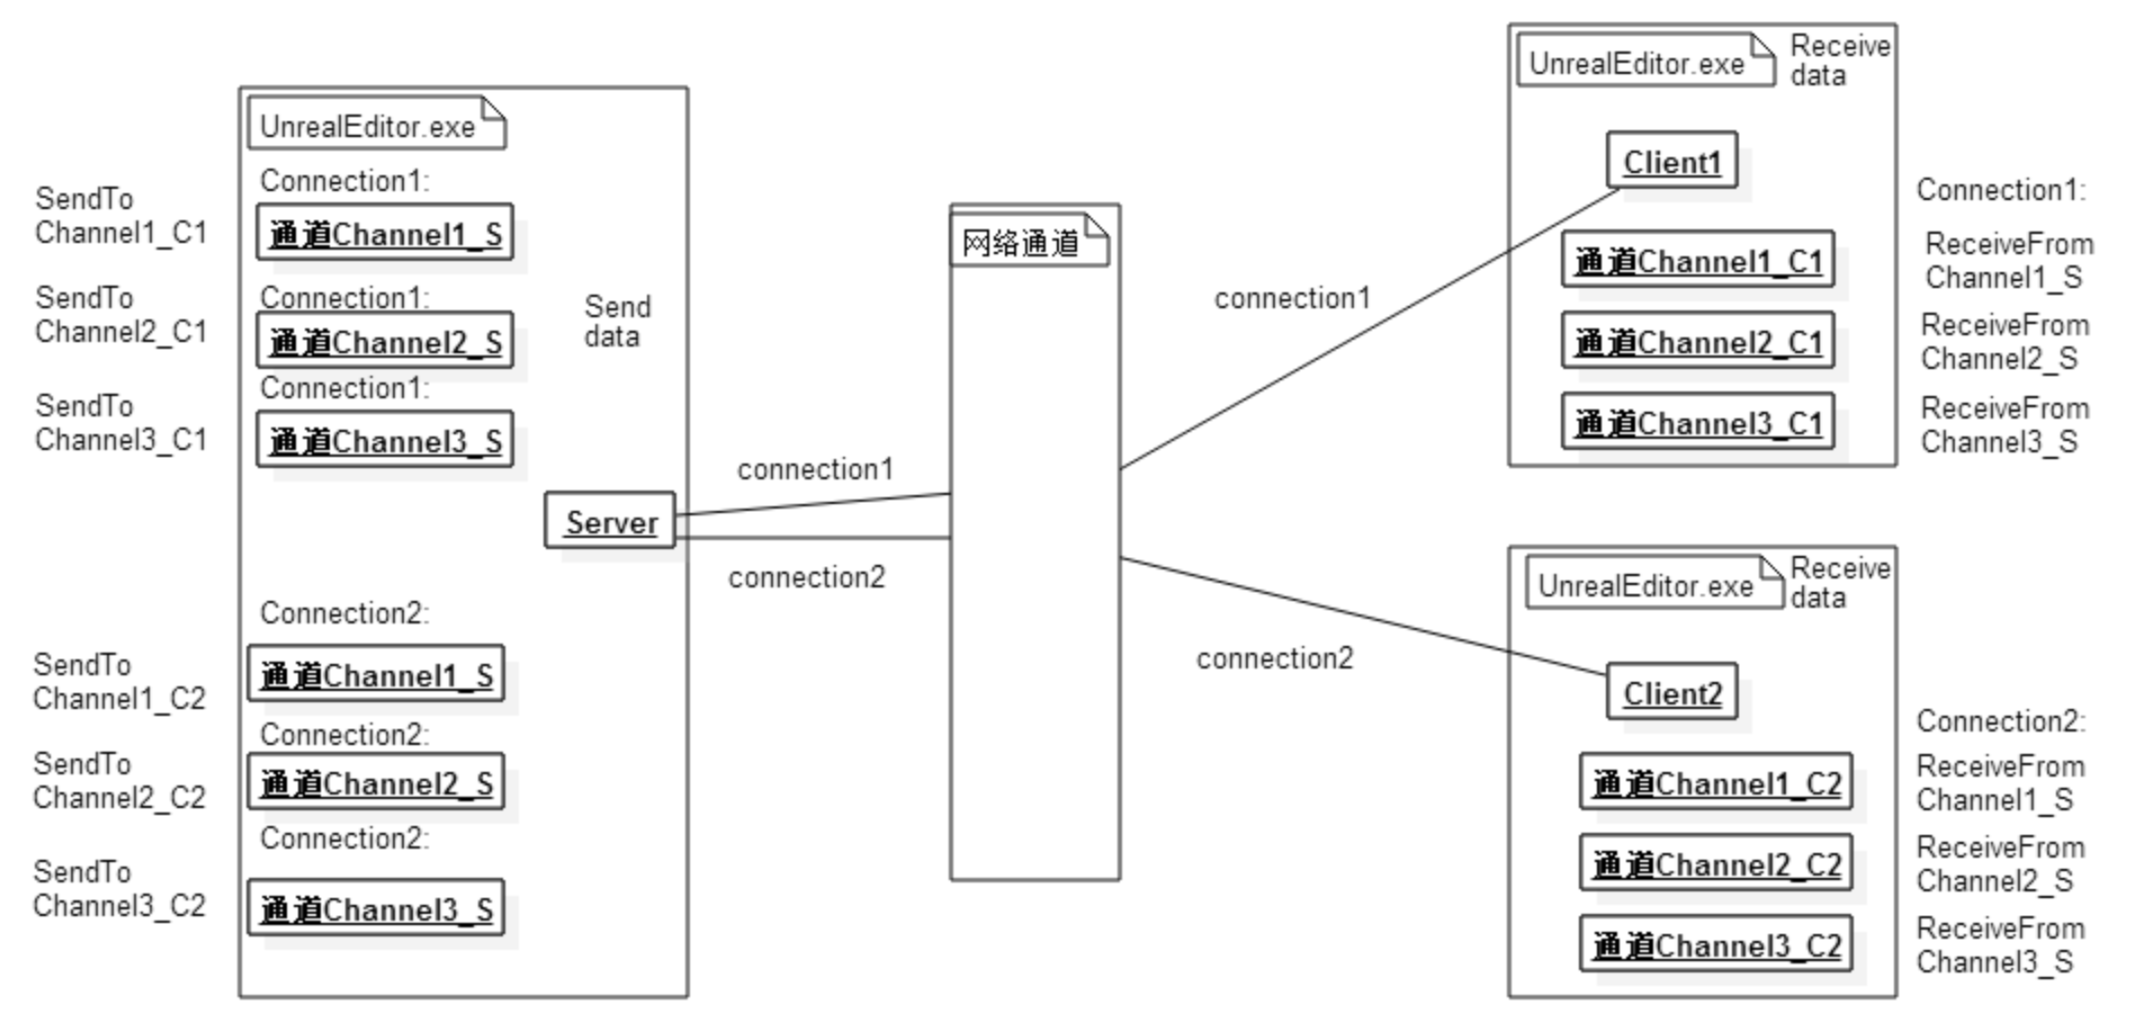 UnrealEditor.exe
Connection1:
SendTo
Channel1_C1
通道Channel1_S
SendTo
Channel2_C1
Connection1:
通道Channel2_S
Send
data
Connection1:
SendTo
Channel3_C1
通道Channel3_S
Server
connection1
connection2
Connection2:
SendTo
Channel1_C2
通道Channel1_S
Connection2:
SendTo
Channel2_C2
通道Channel2_S
Connection2:
SendTo
Channel3_C2
通道Channel3_S
网络通道
connection1
connection2
UnrealEditor.exe
Receive
data
Client1
Connection1:
通道Channel1_C1
ReceiveFrom
Channel1_S
通道Channel2_C1
ReceiveFrom
Channel2_S
通道Channel3_C1
ReceiveFrom
Channel3_S
UnrealEditor.exe
Receive
data
Client2
Connection2:
通道Channel1_C2
ReceiveFrom
Channel1_S
通道Channel2_C2
ReceiveFrom
Channel2_S
通道Channel3_C2
ReceiveFrom
Channel3_S